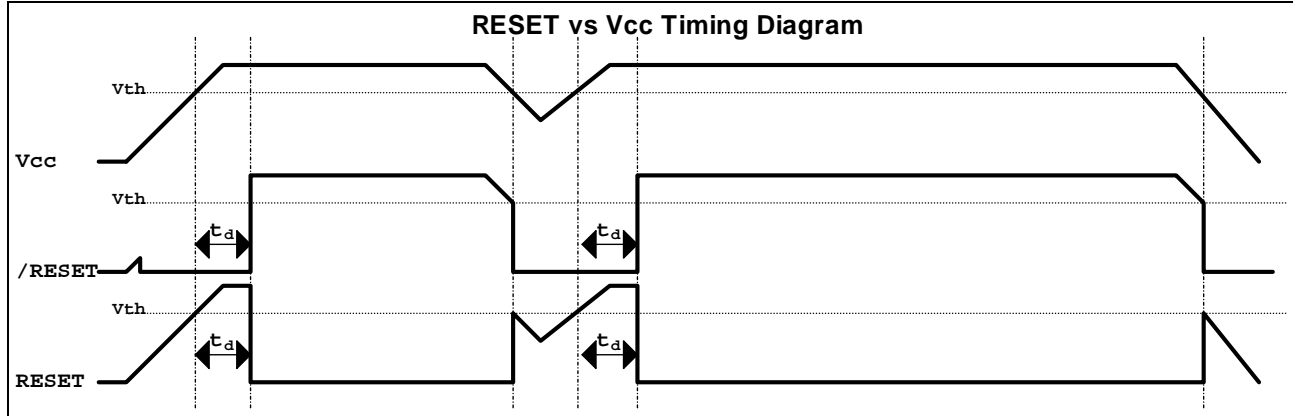 RESET vs Vcc Timing Diagram
Vth
Vcc
Vth
td td
/RESET
Vth
td td
RESET